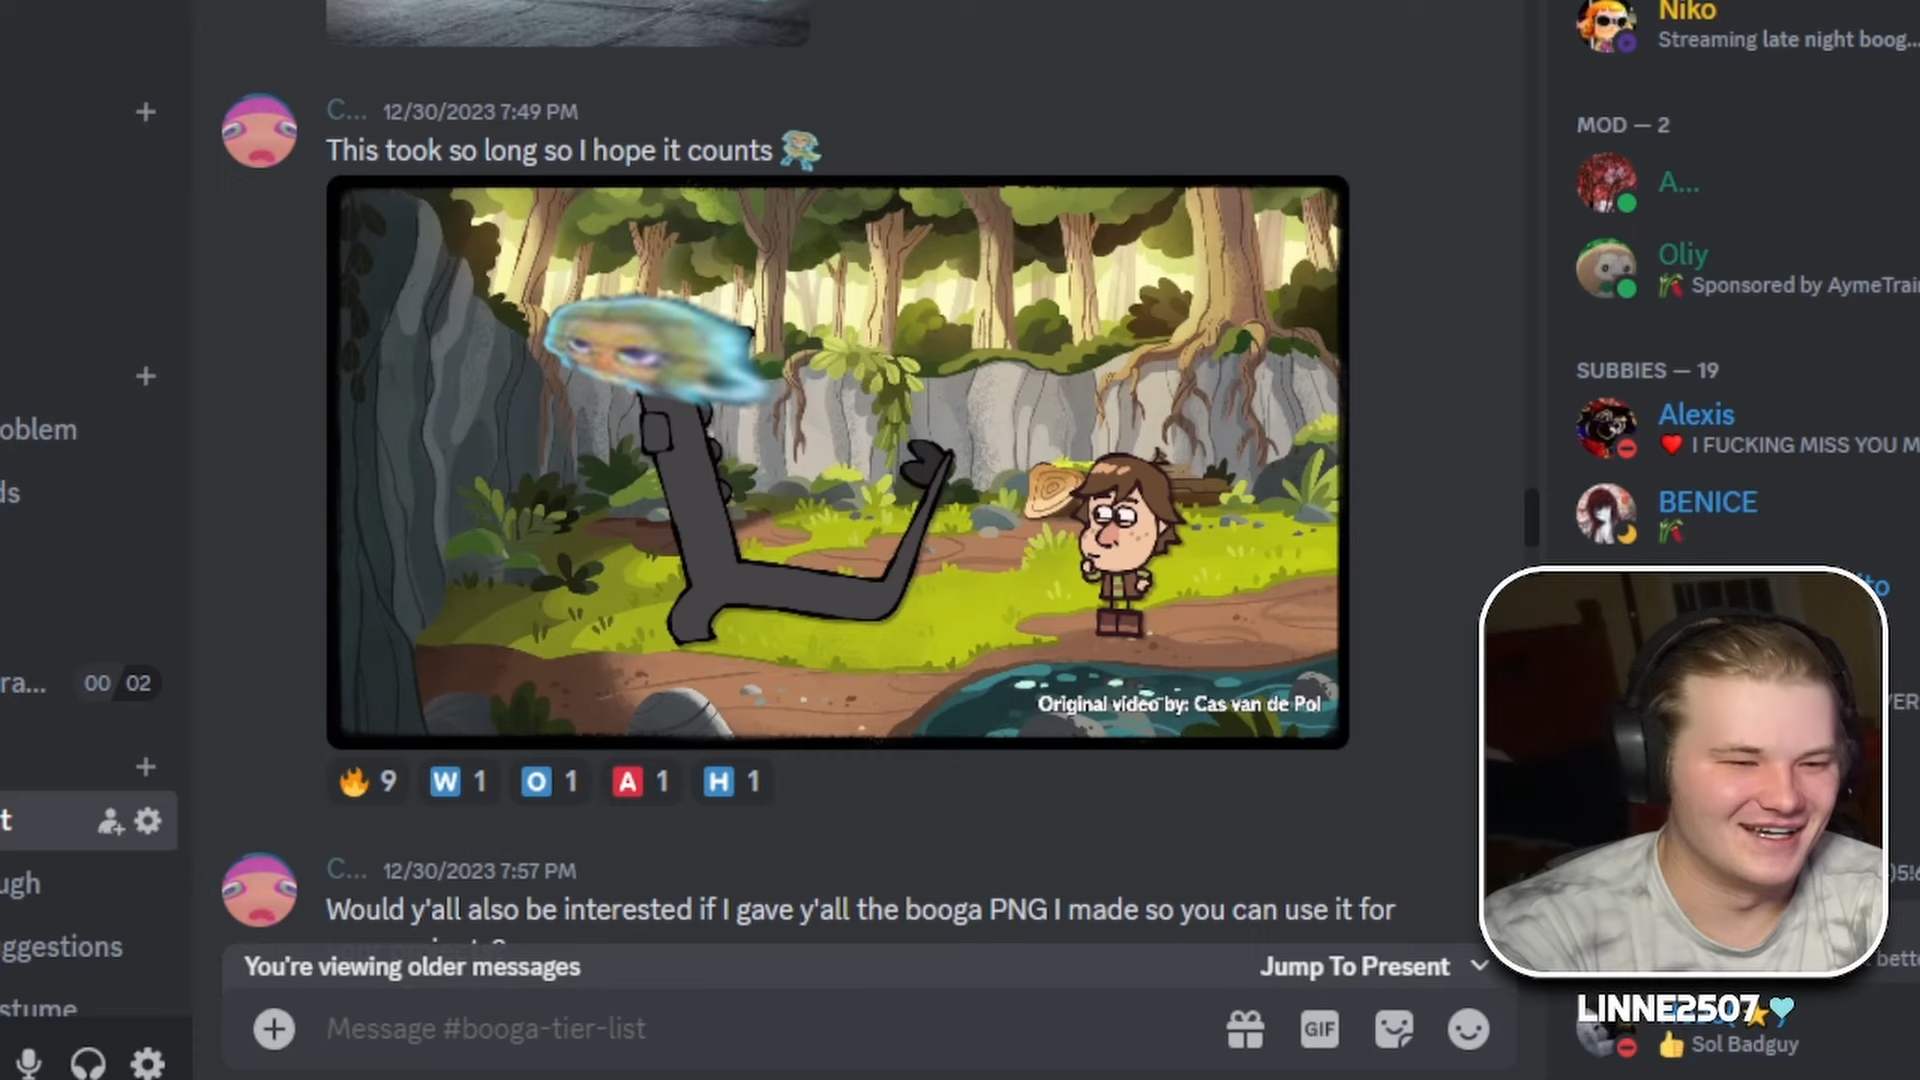 Niko
Streaming late night boog...
C... 12/30/2023 7:49 PM
This took so long so I hope it counts
MOD — 2
A...
Oliy
Sponsored by AymeTrai
SUBBIES — 19
Alexis
I FUCKING MISS YOU M
BENICE
oblem
ds
ra... 00 02
Original video by: Cas van de Pol
9 W 1 O 1 A 1 H 1
t
ugh
ggestions
stume
C... 12/30/2023 7:57 PM
Would y'all also be interested if I gave y'all the booga PNG I made so you can use it for
You're viewing older messages Jump To Present
Message #booga-tier-list
GIF
ito
VER
bette
LINNE2507
Sol Badguy